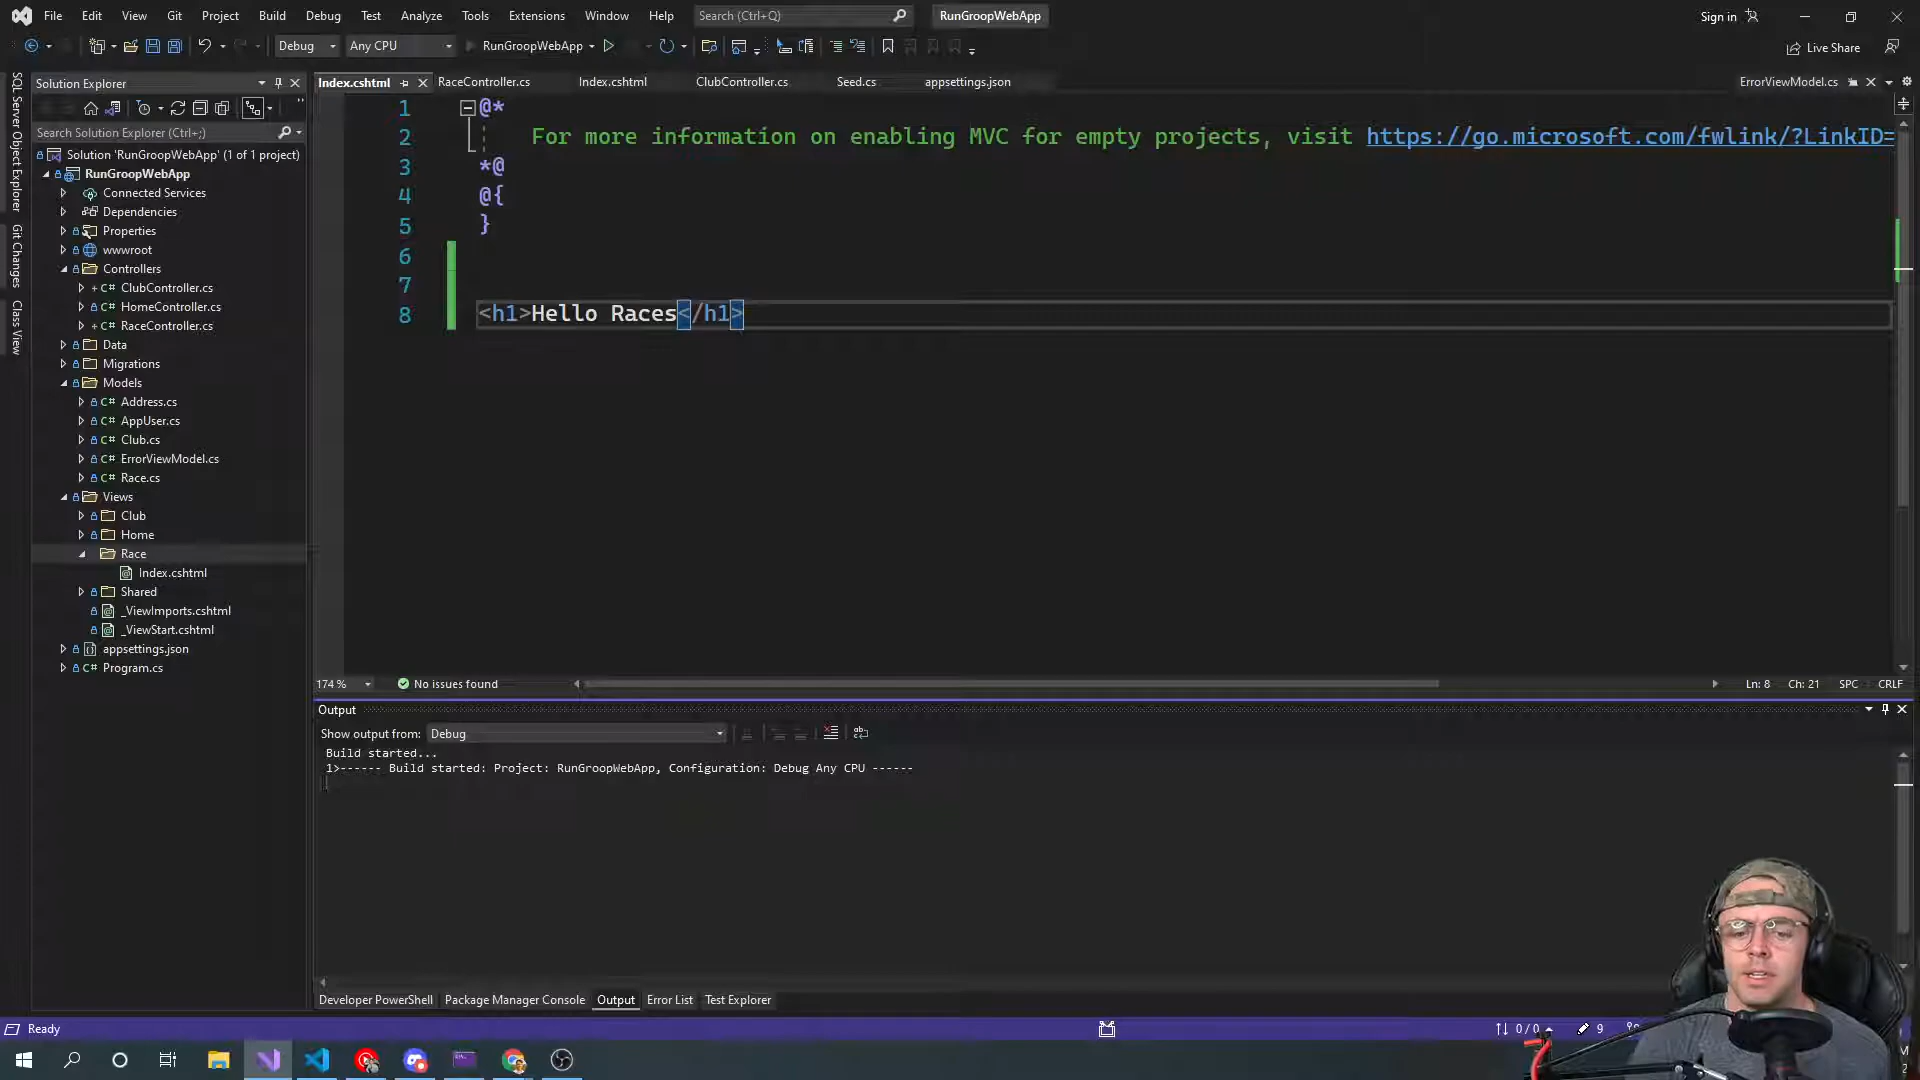 File Edit View Git Project Build Debug Test Analyze Tools Extensions Window Help Search (Ctrl+Q) RunGroopWebApp Sign in
Debug Any CPU RunGroopWebApp Live Share
SQL Server Object Explorer
Git Changes
Class View
Solution Explorer
Search Solution Explorer (Ctrl+;)
Solution 'RunGroopWebApp' (1 of 1 project)
RunGroopWebApp
Connected Services
Dependencies
Properties
wwwroot
Controllers
C# ClubController.cs
C# HomeController.cs
C# RaceController.cs
Data
Migrations
Models
C# Address.cs
C# AppUser.cs
C# Club.cs
C# ErrorViewModel.cs
C# Race.cs
Views
Club
Home
Race
Index.cshtml
Shared
_ViewImports.cshtml
_ViewStart.cshtml
appsettings.json
C# Program.cs
Index.cshtml RaceController.cs Index.cshtml ClubController.cs Seed.cs appsettings.json ErrorViewModel.cs
1 @*
2 For more information on enabling MVC for empty projects, visit https://go.microsoft.com/fwlink/?LinkID=
3 *@
4 @{
5 }
6
7
8 <h1>Hello Races</h1>
174 % No issues found Ln: 8 Ch: 21 SPC CRLF
Output
Show output from: Debug
Build started...
1>------ Build started: Project: RunGroopWebApp, Configuration: Debug Any CPU ------
Developer PowerShell Package Manager Console Output Error List Test Explorer
Ready 0 / 0 9